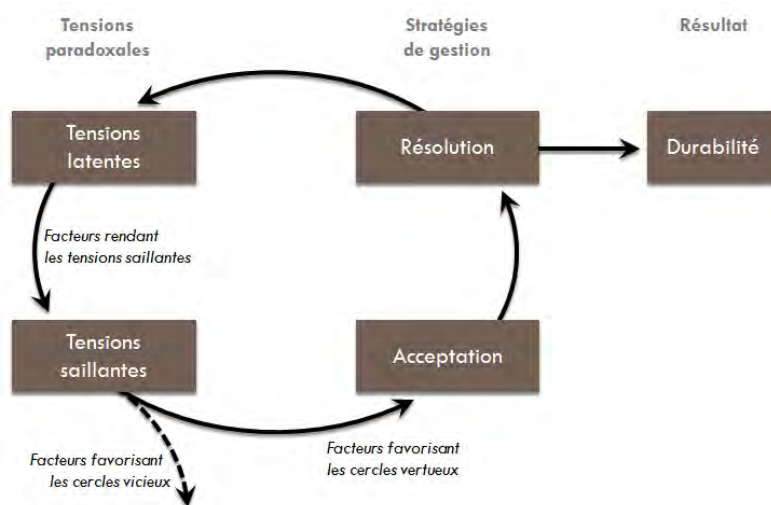 Tensions
paradoxales
Stratégies
de gestion
Résultat
Tensions
latentes
Résolution
Durabilité
Facteurs rendant
les tensions saillantes
Tensions
saillantes
Acceptation
Facteurs favorisant
les cercles vicieux
Facteurs favorisant
les cercles vertueux